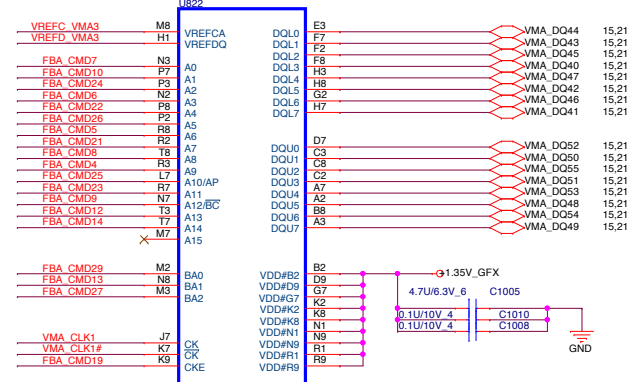 U822
VREFC_VMA3 M8 VREFCA DQL0 E3 VMA_DQ44 15,21
VREFD_VMA3 H1 VREFDQ DQL1 F7 VMA_DQ43 15,21
DQL2 F2 VMA_DQ45 15,21
FBA_CMD7 N3 A0 DQL3 F8 VMA_DQ40 15,21
FBA_CMD10 P7 A1 DQL4 H3 VMA_DQ47 15,21
FBA_CMD24 P3 A2 DQL5 H8 VMA_DQ42 15,21
FBA_CMD6 N2 A3 DQL6 G2 VMA_DQ46 15,21
FBA_CMD22 P8 A4 DQL7 H7 VMA_DQ41 15,21
FBA_CMD26 P2 A5
FBA_CMD5 R8 A6
FBA_CMD21 R2 A7 DQU0 D7 VMA_DQ52 15,21
FBA_CMD8 T8 A8 DQU1 C3 VMA_DQ50 15,21
FBA_CMD4 R3 A9 DQU2 C8 VMA_DQ55 15,21
FBA_CMD25 L7 A10/AP DQU3 C2 VMA_DQ51 15,21
FBA_CMD23 R7 A11 DQU4 A7 VMA_DQ53 15,21
FBA_CMD9 N7 A12/BC DQU5 A2 VMA_DQ48 15,21
FBA_CMD12 T3 A13 DQU6 B8 VMA_DQ54 15,21
FBA_CMD14 T7 A14 DQU7 A3 VMA_DQ49 15,21
M7 A15
FBA_CMD29 M2 BA0 VDD#B2 B2 +1.35V_GFX
FBA_CMD13 N8 BA1 VDD#D9 D9
FBA_CMD27 M3 BA2 VDD#G7 G7 4.7U/6.3V_6 C1005
VDD#K2 K2
VDD#K8 K8 0.1U/10V_4 C1010
VDD#N1 N1 0.1U/10V_4 C1008
VMA_CLK1 J7 CK VDD#N9 N9
VMA_CLK1# K7 CK VDD#R1 R1 GND
FBA_CMD19 K9 CKE VDD#R9 R9